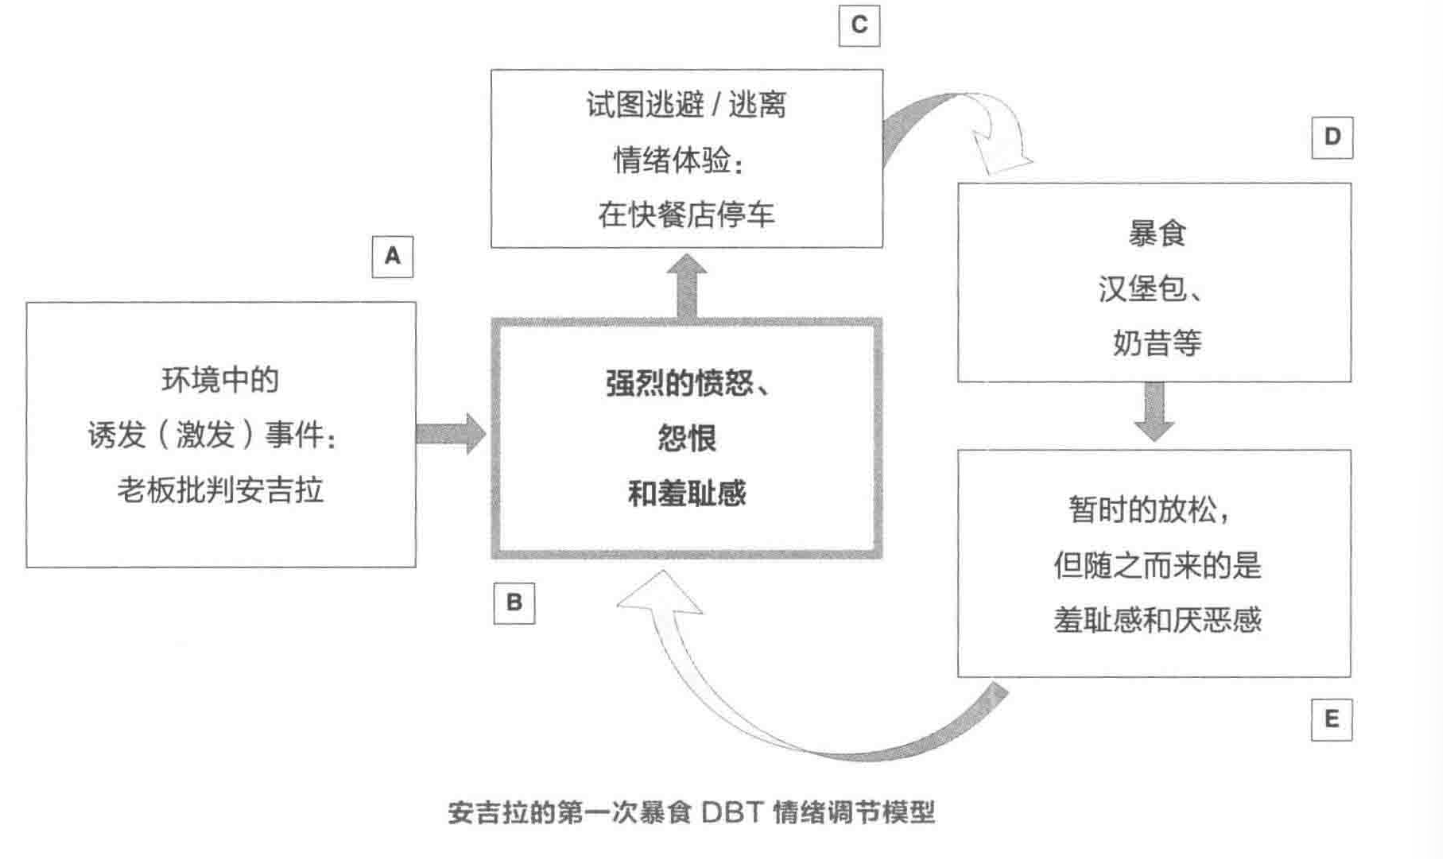 A
环境中的
诱发（激发）事件：
老板批判安吉拉
B
强烈的愤怒、
怨恨
和羞耻感
C
试图逃避 / 逃离
情绪体验：
在快餐店停车
D
暴食
汉堡包、
奶昔等
E
暂时的放松，
但随之而来的是
羞耻感和厌恶感
安吉拉的第一次暴食 DBT 情绪调节模型